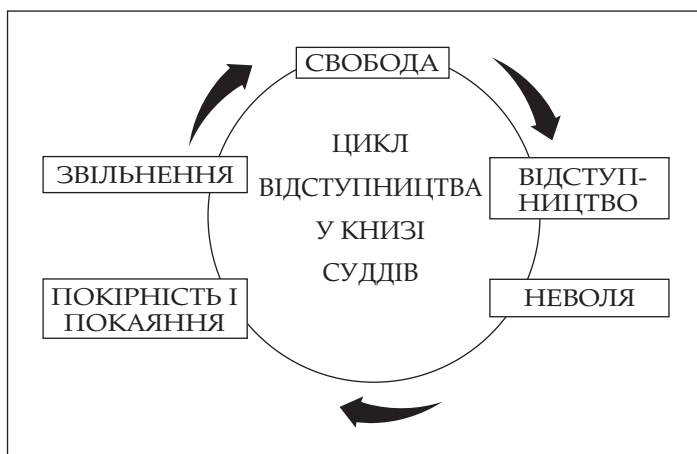 СВОБОДА
ЦИКЛ
ВІДСТУПНИЦТВА
У КНИЗІ
СУДДІВ
ВІДСТУП-
НИЦТВО
НЕВОЛЯ
ПОКІРНІСТЬ І
ПОКАЯННЯ
ЗВІЛЬНЕННЯ